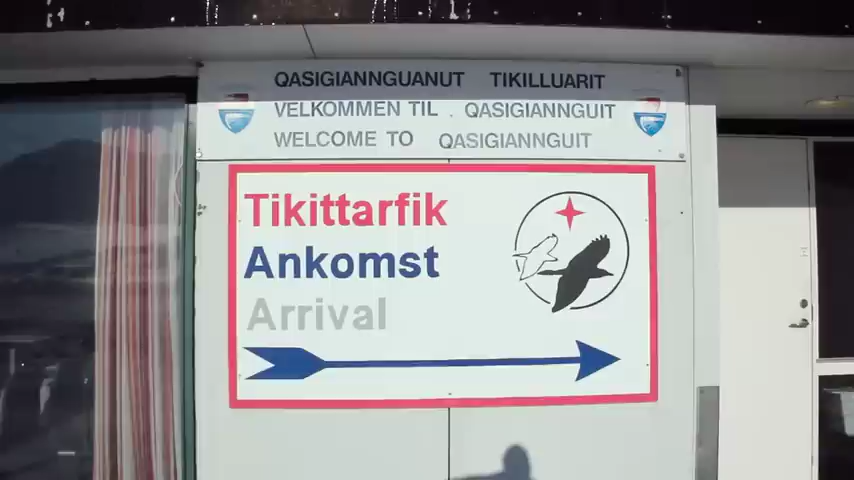 QASIGIANNGUANUT TIKILLUARIT
VELKOMMEN TIL . QASIGIANNGUIT
WELCOME TO QASIGIANNGUIT
Tikittarfik
Ankomst
Arrival